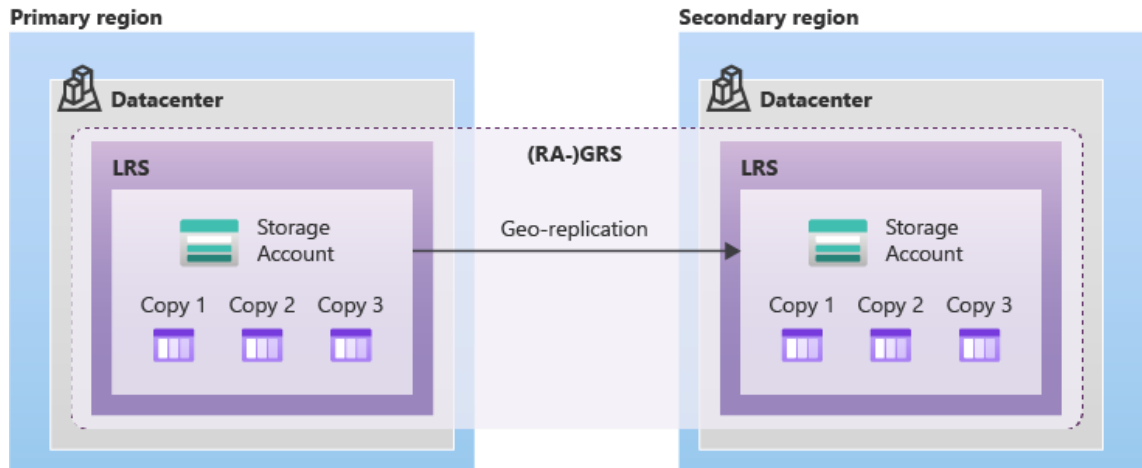 Primary region
Secondary region
Datacenter
Datacenter
(RA-)GRS
LRS
LRS
Storage
Account
Geo-replication
Storage
Account
Copy 1 Copy 2 Copy 3
Copy 1 Copy 2 Copy 3